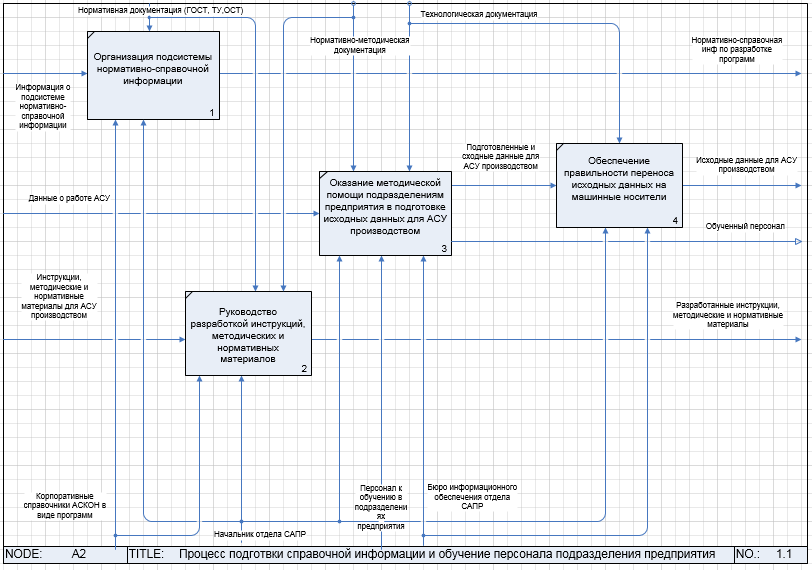 Нормативная документация (ГОСТ, ТУ,ОСТ)
Технологическая документация
Нормативно-методическая
документация
Нормативно-справочная
инф по разработке
программ
Организация подсистемы
нормативно-справочной
информации
1
Информация о
подсистеме
нормативно-
справочной
информации
Подготовленные и
сходные данные для
АСУ производством
Обеспечение
правильности переноса
исходных данных на
машинные носители
4
Исходные данные для АСУ
производством
Данные о работе АСУ
Оказание методической
помощи подразделениям
предприятия в подготовке
исходных данных для АСУ
производством
3
Обученный персонал
Инструкции,
методические и
нормативные
материалы для АСУ
производством
Руководство
разработкой инструкций,
методических и
нормативных
материалов
2
Разработанные инструкции,
методические и нормативные
материалы
Корпоративные
справочники АСКОН в
виде программ
Начальник отдела САПР
Персонал к
обучению в
подразделени
ях
предприятия
Бюро информационного
обеспечения отдела
САПР
NODE: A2 TITLE: Процесс подготвки справочной информации и обучение персонала подразделения предприятия NO.: 1.1